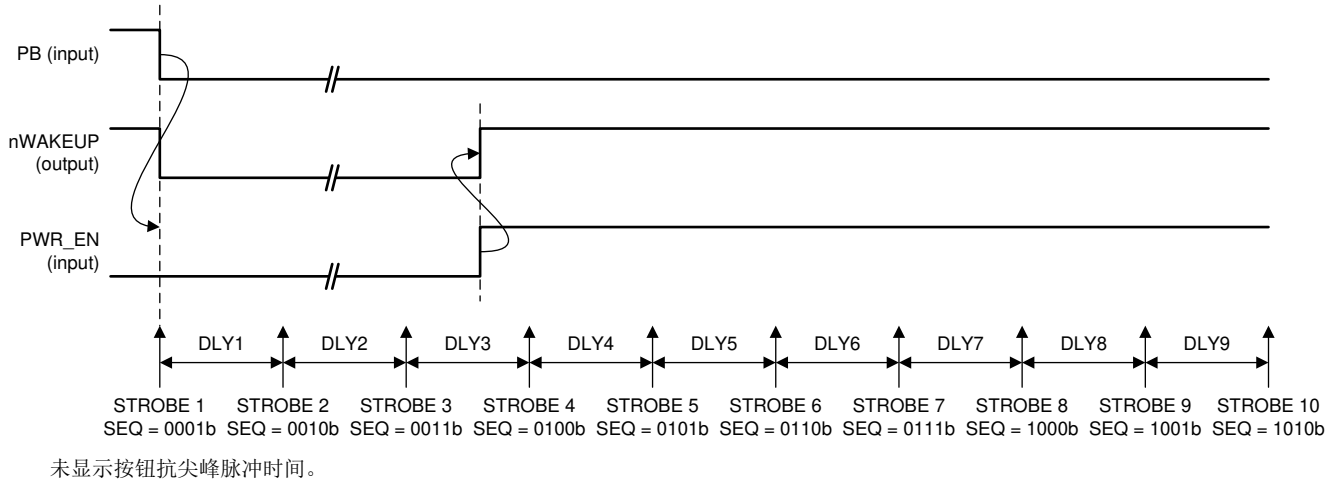 PB (input)
nWAKEUP
(output)
PWR_EN
(input)
DLY1 DLY2 DLY3 DLY4 DLY5 DLY6 DLY7 DLY8 DLY9
STROBE 1 STROBE 2 STROBE 3 STROBE 4 STROBE 5 STROBE 6 STROBE 7 STROBE 8 STROBE 9 STROBE 10
SEQ = 0001b SEQ = 0010b SEQ = 0011b SEQ = 0100b SEQ = 0101b SEQ = 0110b SEQ = 0111b SEQ = 1000b SEQ = 1001b SEQ = 1010b
未显示按钮抗尖峰脉冲时间。